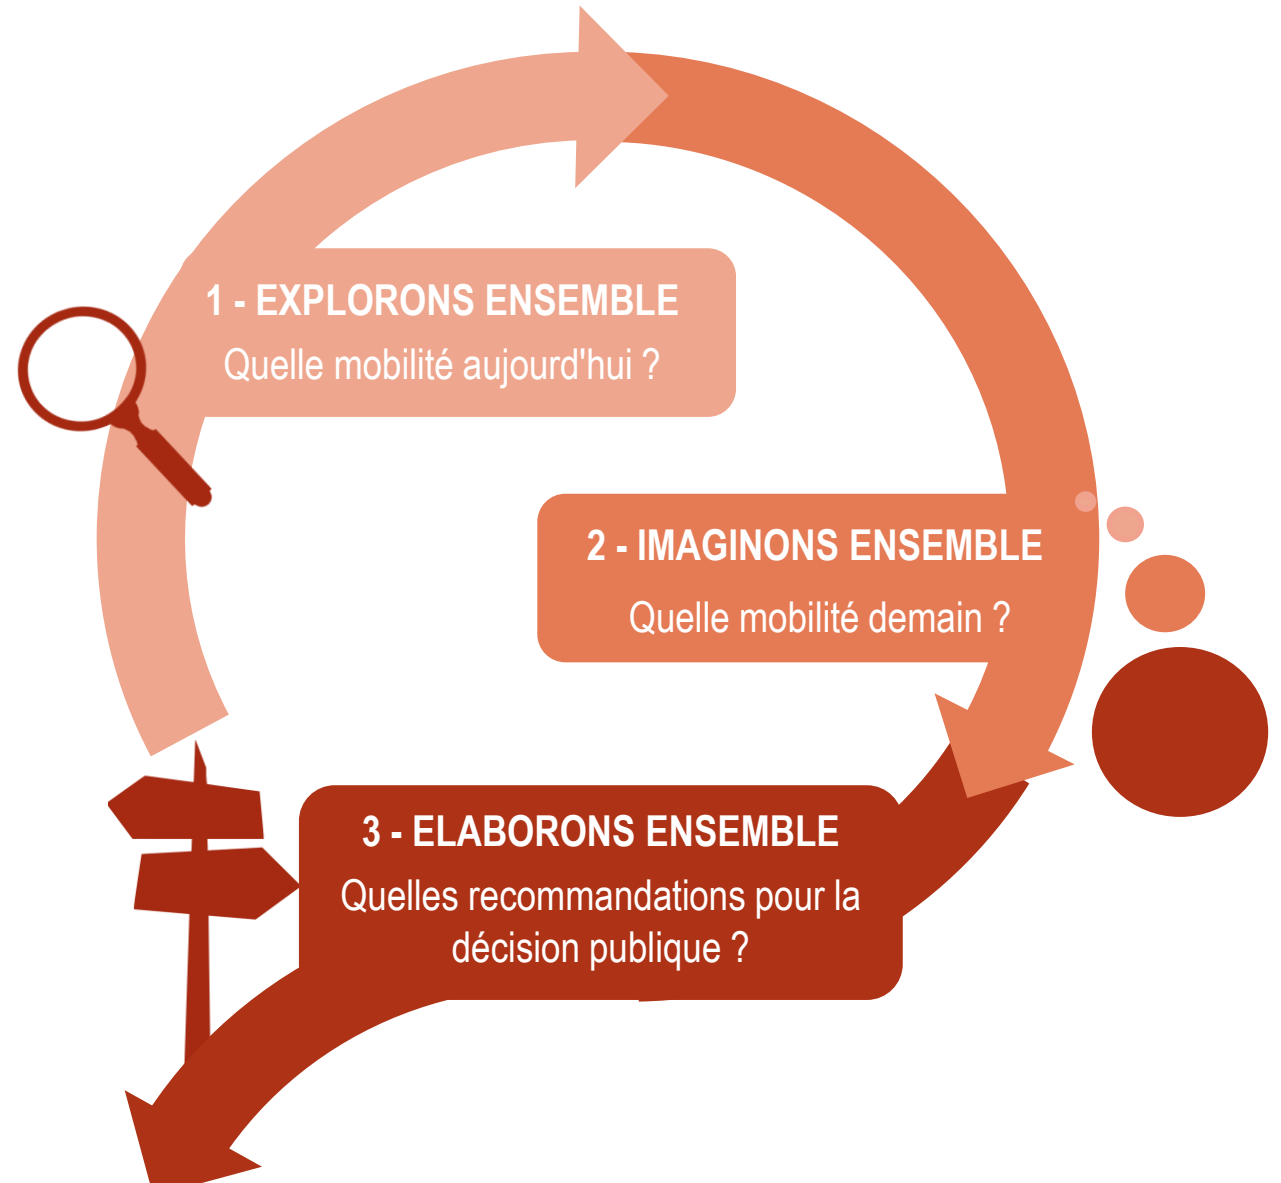 1 - EXPLORONS ENSEMBLE
Quelle mobilité aujourd'hui ?
2 - IMAGINONS ENSEMBLE
Quelle mobilité demain ?
3 - ELABORONS ENSEMBLE
Quelles recommandations pour la
décision publique ?